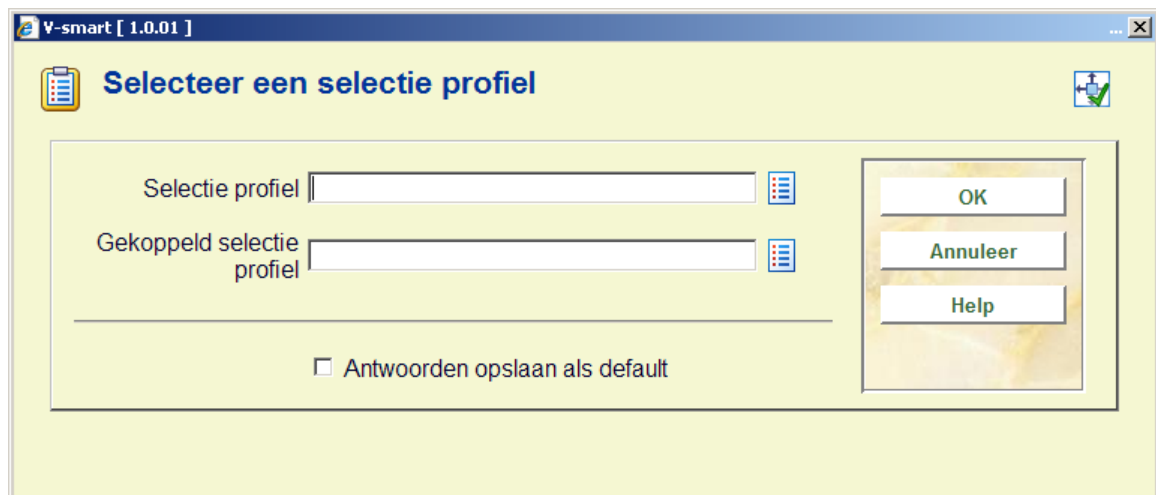 V-smart [ 1.0.01 ]
...
Selecteer een selectie profiel
Selectie profiel
OK
Gekoppeld selectie
profiel
Annuleer
Help
Antwoorden opslaan als default